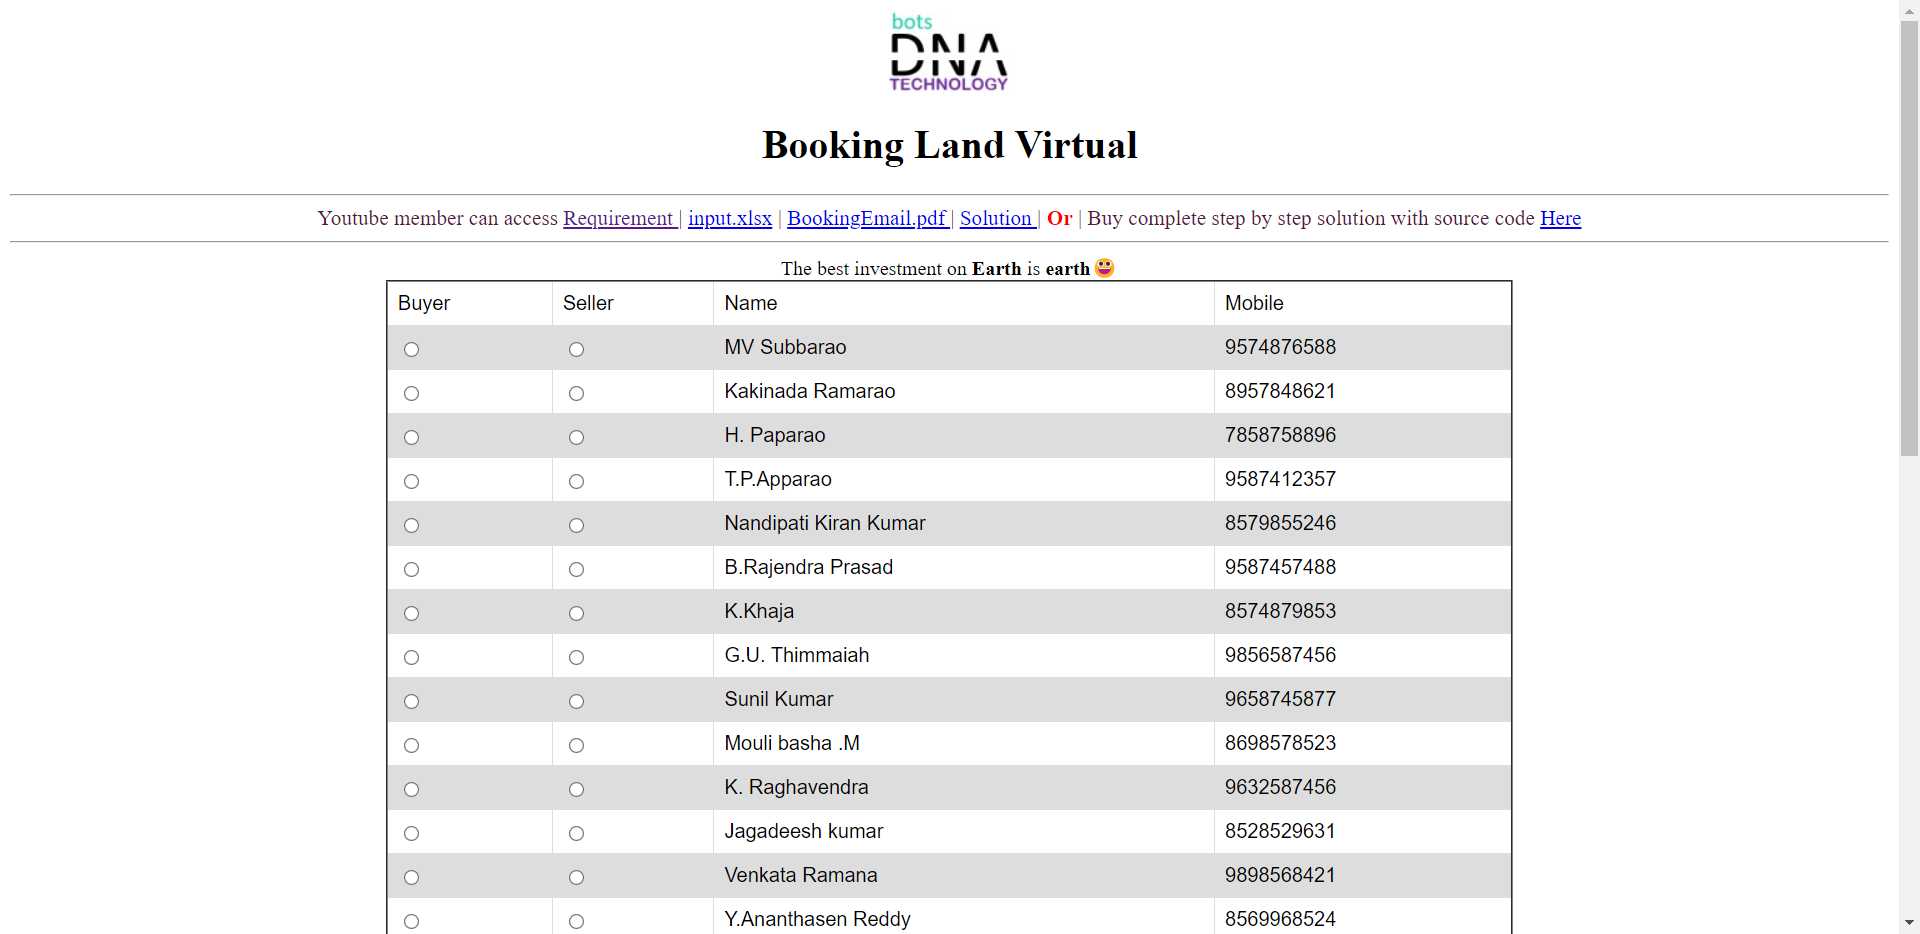 bots
DNA
TECHNOLOGY
Booking Land Virtual
Youtube member can access Requirement | input.xlsx | BookingEmail.pdf | Solution | Or | Buy complete step by step solution with source code Here
The best investment on Earth is earth😀
Buyer Seller Name Mobile
MV Subbarao 9574876588
Kakinada Ramarao 8957848621
H. Paparao 7858758896
T.P.Apparao 9587412357
Nandipati Kiran Kumar 8579855246
B.Rajendra Prasad 9587457488
K.Khaja 8574879853
G.U. Thimmaiah 9856587456
Sunil Kumar 9658745877
Mouli basha .M 8698578523
K. Raghavendra 9632587456
Jagadeesh kumar 8528529631
Venkata Ramana 9898568421
Y.Ananthasen Reddy 8569968524